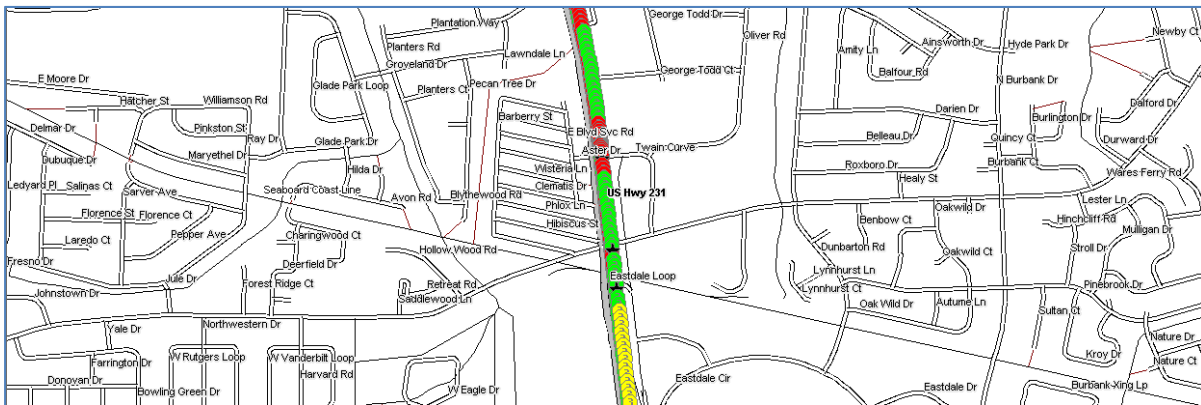 George Todd Dr
Plantation Way
Newby Ct
Oliver Rd
Ainsworth Dr
Planters Rd
Amity Ln
Hyde Park Dr
Lawndale Ln
Groveland Dr
George Todd Ct
Balfour Rd
E Moore Dr
N Burbank Dr
Glade Park Loop
Pecan Tree Dr
Planters Ct
Hatcher St
Williamson Rd
Dalford Dr
Darien Dr
Barberry St
Burlington Dr
Delmar Dr
Pinkston St
E Blvd Svc Rd
Belleau Dr
Quincy Ct
Durward Dr
Ray Dr
Glade Park Dr
Aster Dr
Twain Curve
Maryethel Dr
Dubuque Dr
Burbank Ct
Hilda Dr
Wisteria Ln
Roxboro Dr
Wares Ferry Rd
Healy St
Ledyard Pl
Salinas Ct
Seaboard Coast Line
Clematis Dr
Sarver Ave
Avon Rd
Blythewood Rd
US Hwy 231
Lester Ln
Phlox Ln
Oakwild Dr
Florence St
Florence Ct
Benbow Ct
Hinchcliff Rd
Hibiscus St
Mulligan Dr
Pepper Ave
Charingwood Ct
Laredo Ct
Dunbarton Rd
Stroll Dr
Hollow Wood Rd
Oakwild Ct
Fresno Dr
Deerfield Dr
Lynnhurst Ln
Eastdale Loop
Jule Dr
Forest Ridge Ct
Retreat Rd
Lynnhurst Ct
Pinebrook Dr
Johnstown Dr
Saddlewood Ln
Oak Wild Dr
Autume Ln
Sultan Ct
Northwestern Dr
Yale Dr
Nature Dr
W Rutgers Loop
W Vanderbilt Loop
Kroy Dr
Farrington Dr
Nature Ct
Harvard Rd
Donovan Dr
Eastdale Cir
Bowling Green Dr
W Eagle Dr
Eastdale Dr
Burbank Xing Lp